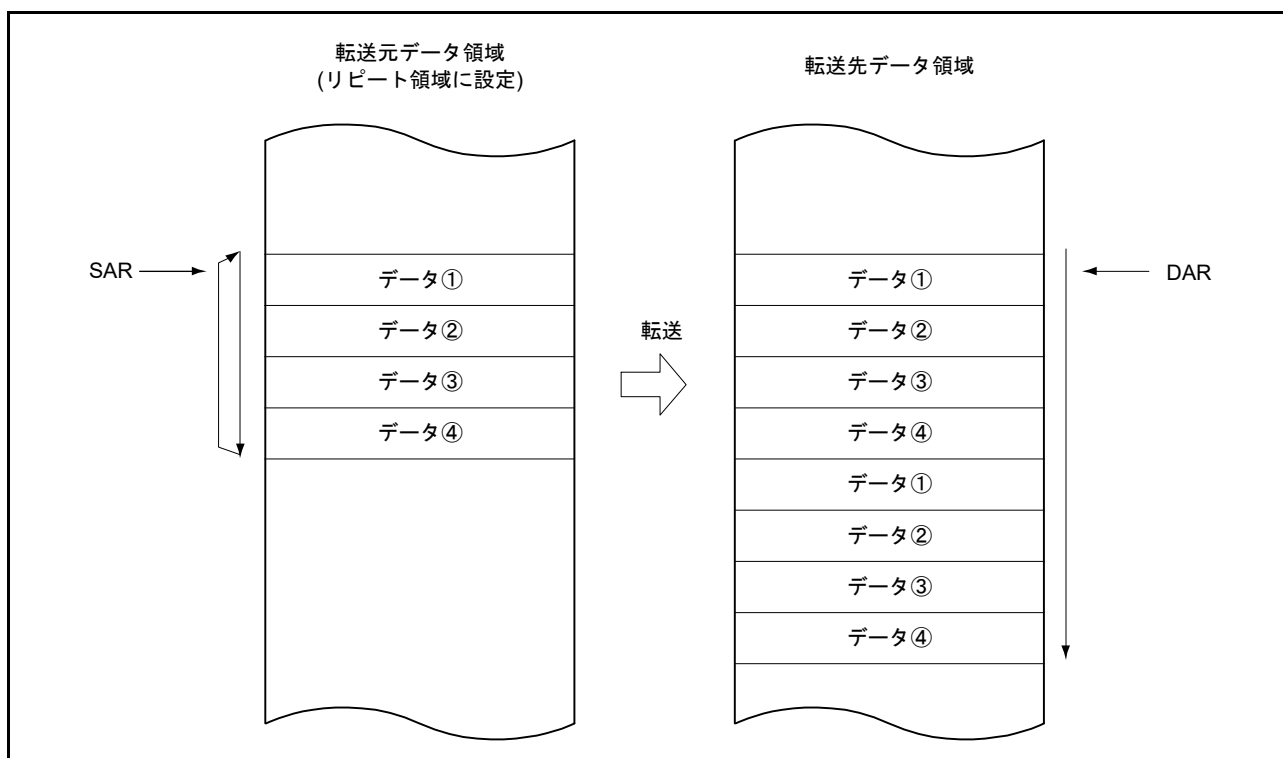 転送元データ領域
(リピート領域に設定)
転送先データ領域
SAR
データ①
データ②
データ③
データ④
転送
データ①
データ②
データ③
データ④
データ①
データ②
データ③
データ④
DAR